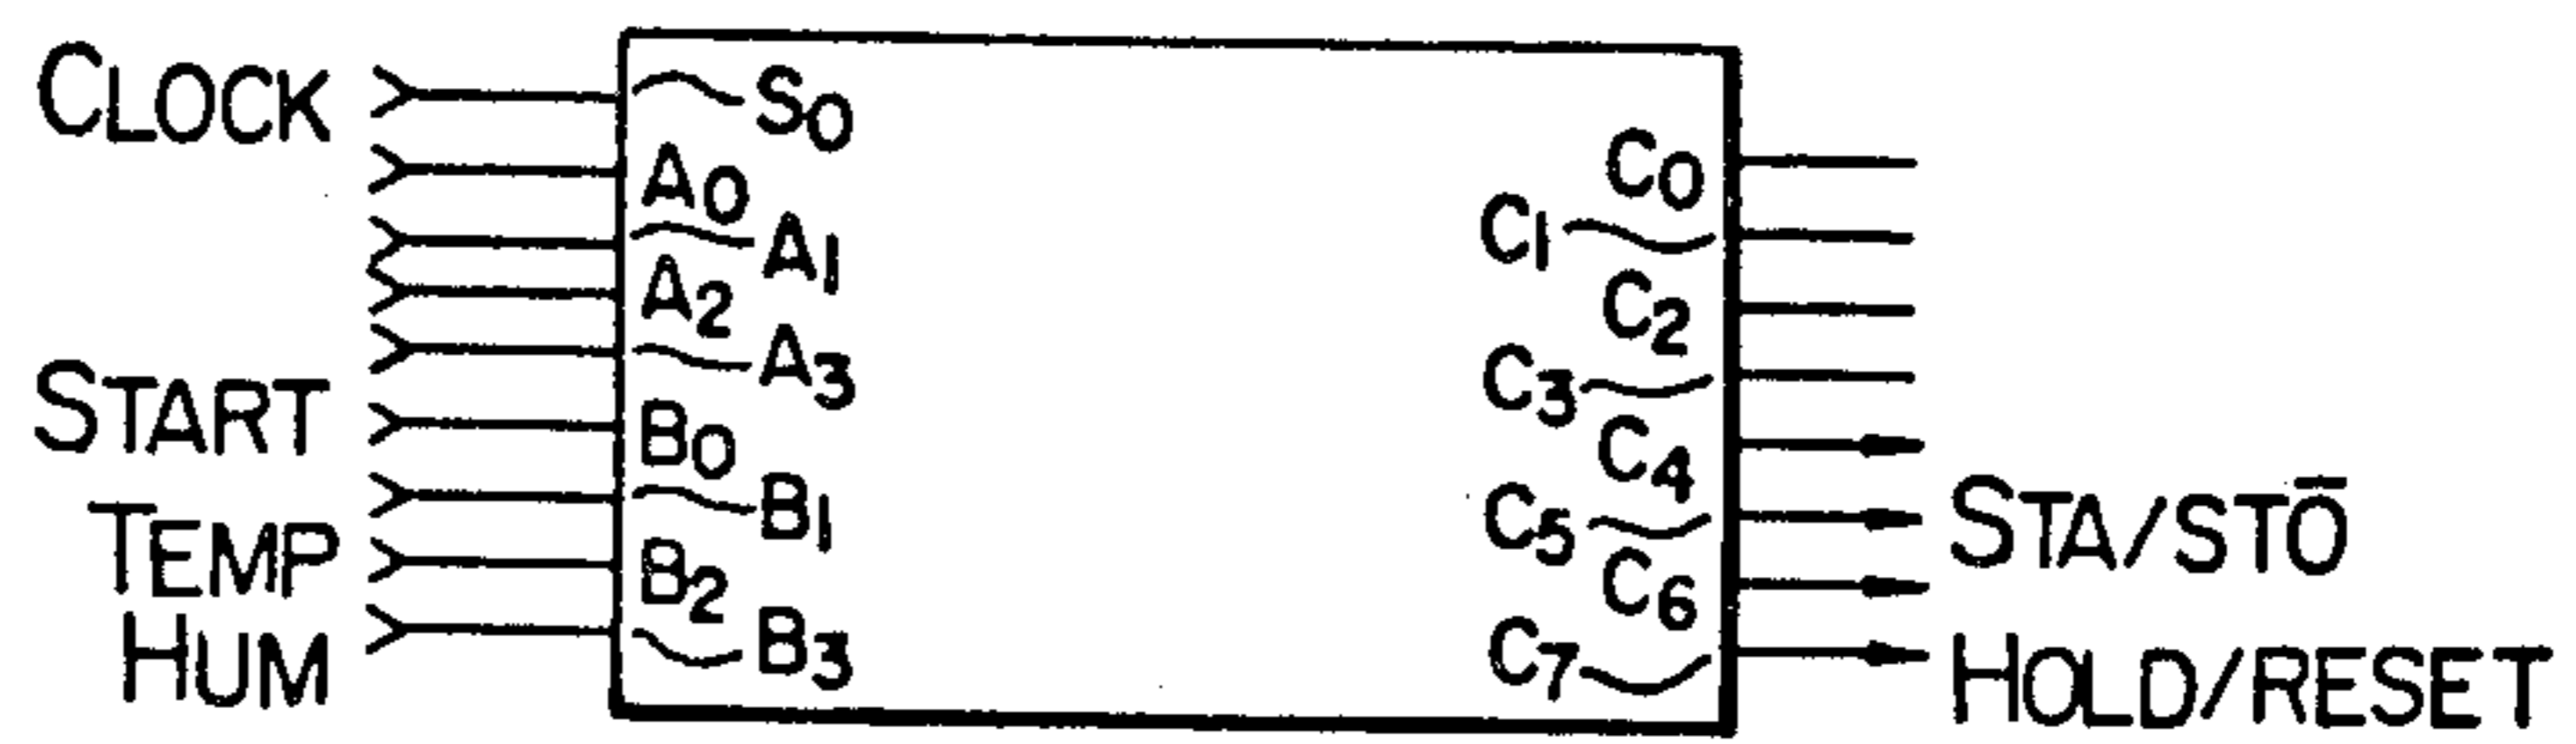 CLOCK
S0
A0
A1
A2
A3
START
B0
B1
TEMP
B2
HUM
B3
C0
C1
C2
C3
C4
C5
STA/STO̅
C6
C7
HOLD/RESET